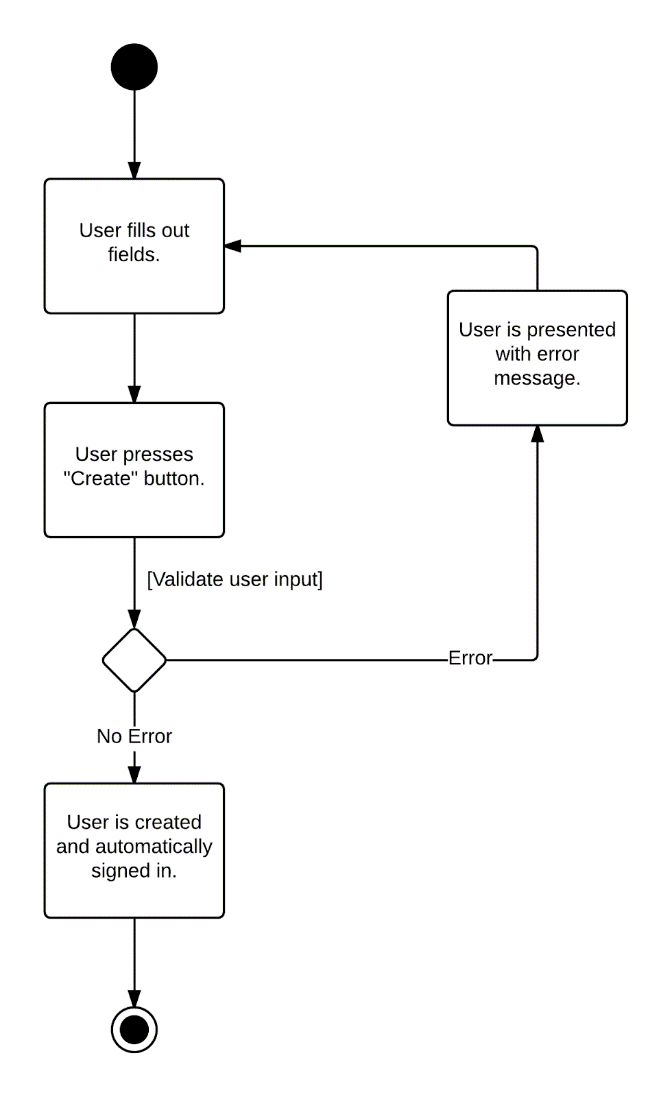 User fills out
fields.
User is presented
with error
message.
User presses
"Create" button.
[Validate user input]
Error
No Error
User is created
and automatically
signed in.